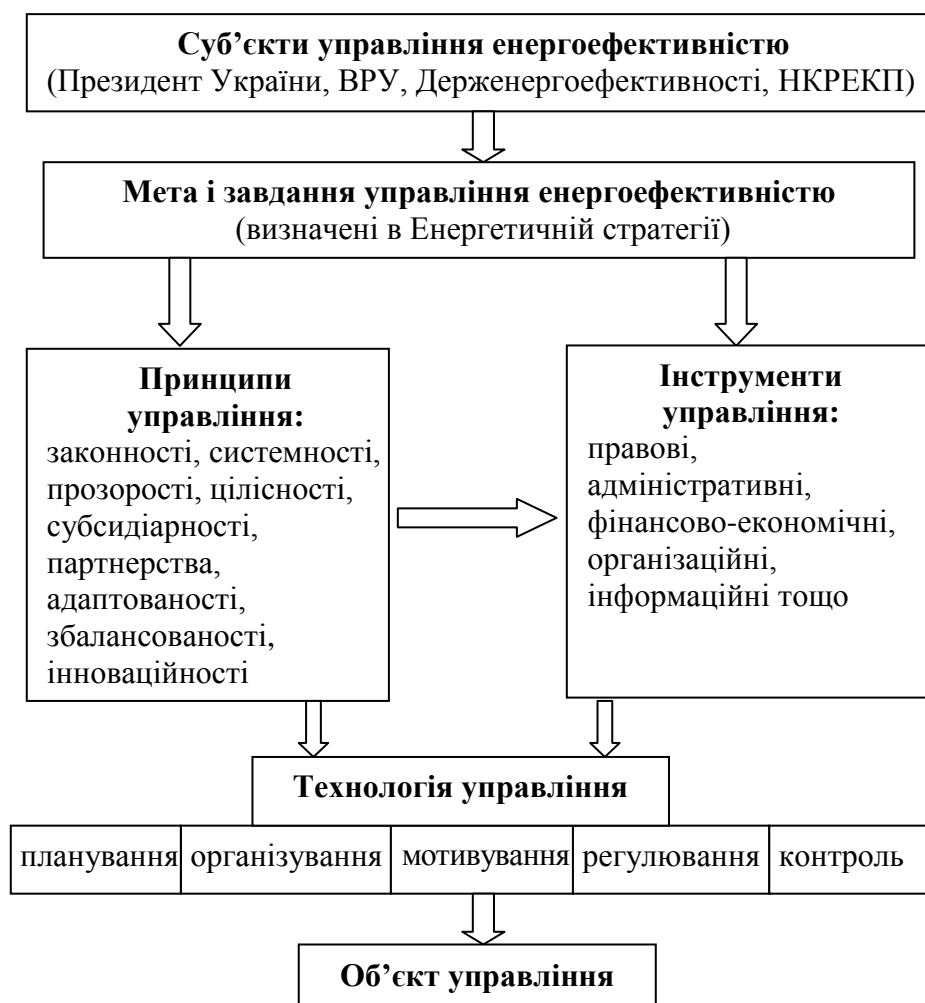 Суб’єкти управління енергоефективністю
(Президент України, ВРУ, Держенергоефективності, НКРЕКП)
Мета і завдання управління енергоефективністю
(визначені в Енергетичній стратегії)
Принципи
управління:
законності, системності,
прозорості, цілісності,
субсидіарності,
партнерства,
адаптованості,
збалансованості,
інноваційності
Інструменти
управління:
правові,
адміністративні,
фінансово-економічні,
організаційні,
інформаційні тощо
Технологія управління
планування організування мотивування регулювання контроль
Об’єкт управління